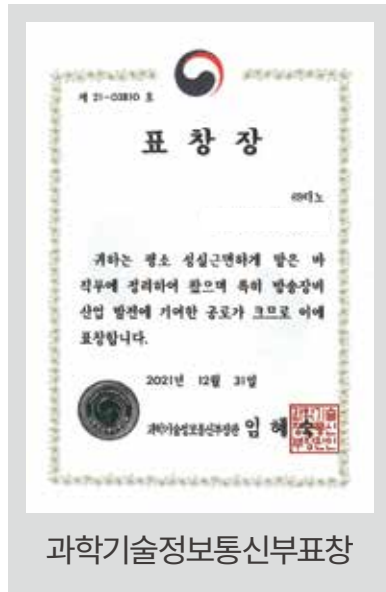 제 21-03810 호
표 창 장
㈜티노
귀하는 평소 성실근면하게 맡은 바
직무에 정려하여 왔으며 특히 방송장비
산업 발전에 기여한 공로가 크므로 이에
표창합니다.
2021년 12월 31일
과학기술정보통신부장관 임 혜 숙
과학기술정보통신부표창